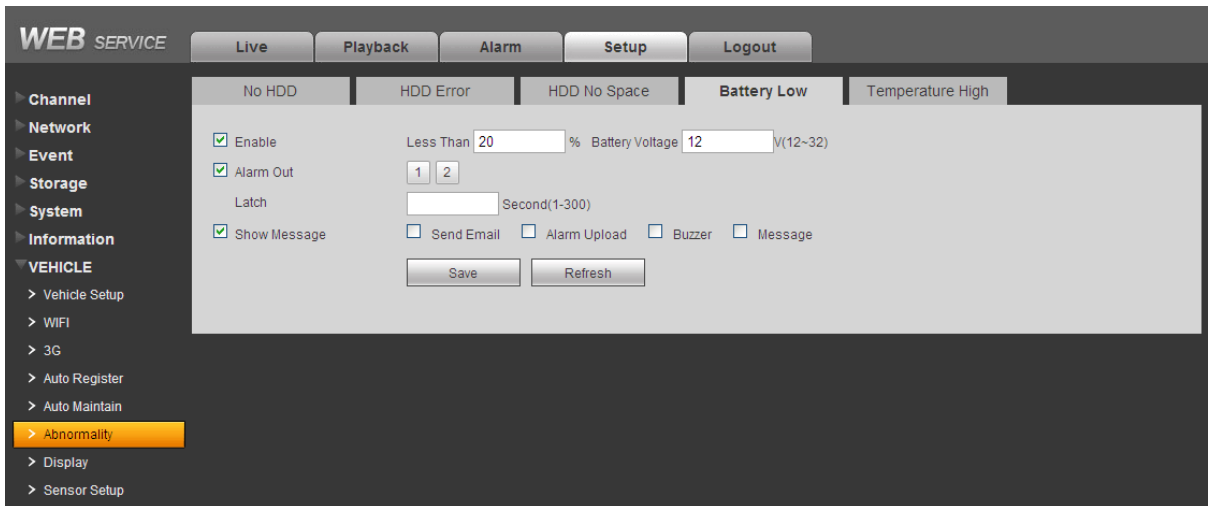 WEB SERVICE
Live Playback Alarm Setup Logout
Channel
Network
Event
Storage
System
Information
VEHICLE
> Vehicle Setup
> WIFI
> 3G
> Auto Register
> Auto Maintain
> Abnormality
> Display
> Sensor Setup
No HDD HDD Error HDD No Space Battery Low Temperature High
Enable Less Than 20 % Battery Voltage 12 V(12~32)
Alarm Out 1 2
Latch Second(1-300)
Show Message Send Email Alarm Upload Buzzer Message
Save Refresh